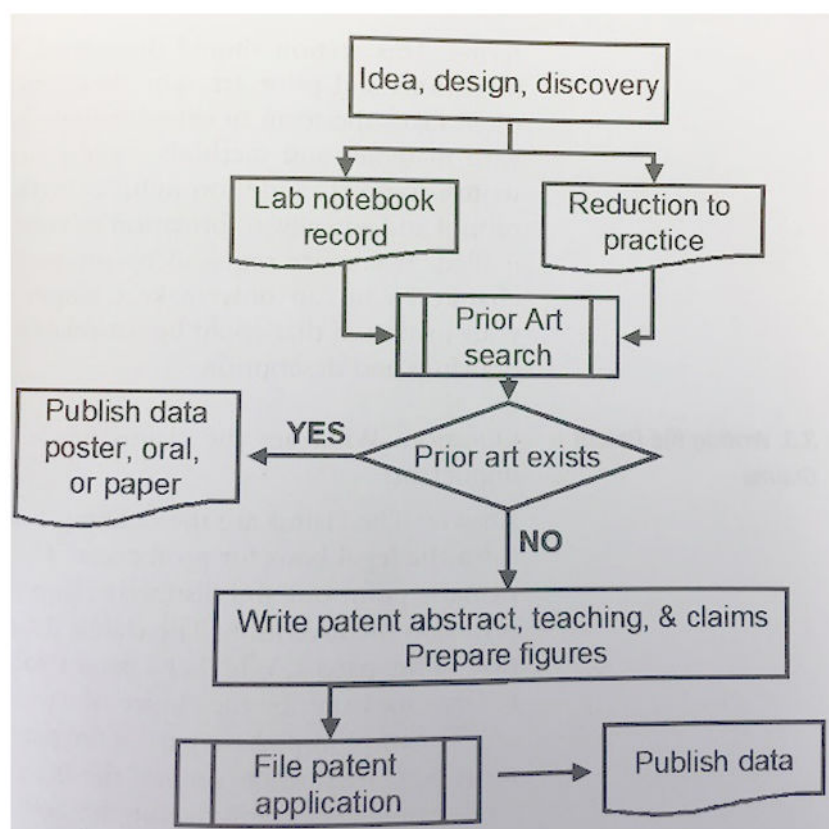 Idea, design, discovery
Lab notebook
record
Reduction to
practice
Prior Art
search
Prior art exists
YES
Publish data
poster, oral,
or paper
NO
Write patent abstract, teaching, & claims
Prepare figures
File patent
application
Publish data